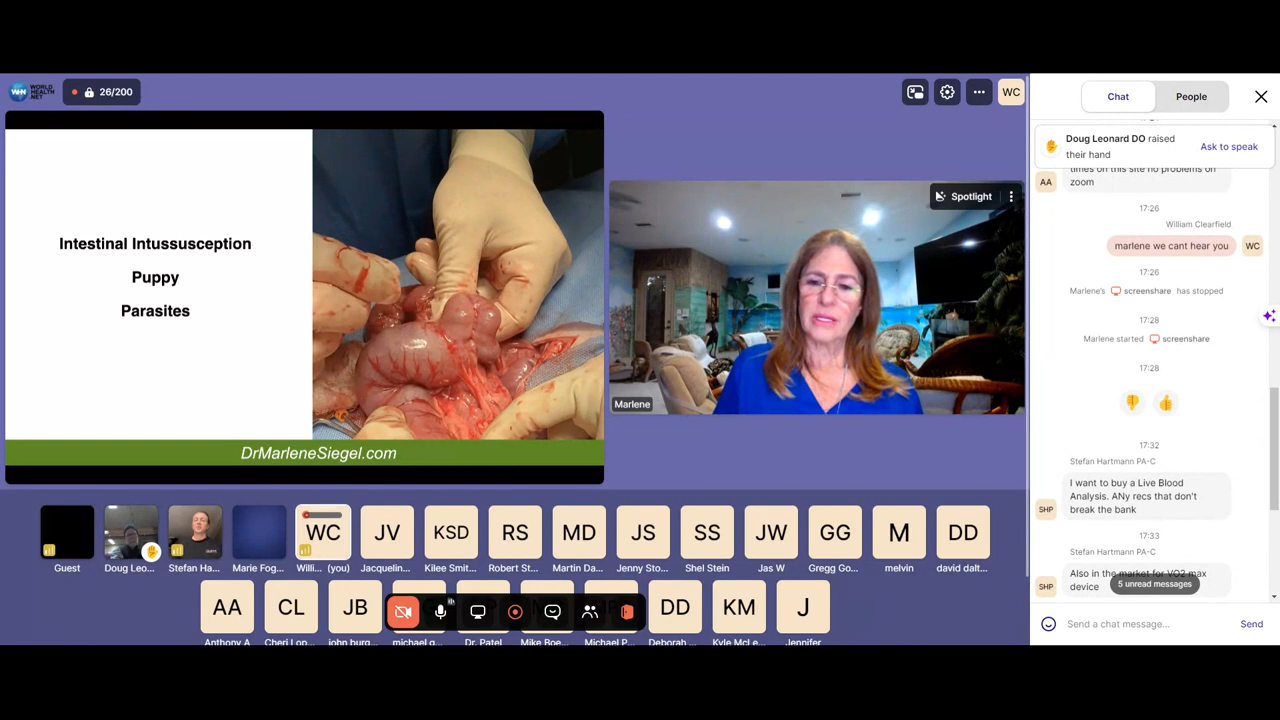 WORLD
HEALTH
NET
26/200
WC
Intestinal Intussusception
Puppy
Parasites
DrMarleneSiegel.com
Spotlight
Marlene
Guest
Doug Leo...
Stefan Ha...
Marie Fog...
WC
Willi... (you)
JV
Jacquelin...
KSD
Kilee Smit...
RS
Robert St...
MD
Martin Da...
JS
Jenny Sto...
SS
Shel Stein
JW
Jas W
GG
Gregg Go...
M
melvin
DD
david dalt...
AA
Anthony A
CL
Cheri Lop...
JB
john burg...
michael g...
Dr. Patel
Mike Boe...
Michael P...
DD
Deborah
KM
Kyle McLe...
J
Jennifer
Chat
People
Doug Leonard DO raised
their hand
Ask to speak
times on this site no problems on
zoom
AA
17:26
William Clearfield
marlene we cant hear you
WC
17:26
Marlene's screenshare has stopped
17:28
Marlene started screenshare
17:28
17:32
Stefan Hartmann PA-C
I want to buy a Live Blood
Analysis. ANy recs that don't
break the bank
SHP
17:33
Stefan Hartmann PA-C
Also in the market for VO2 max
device
SHP
5 unread messages
Send a chat message...
Send